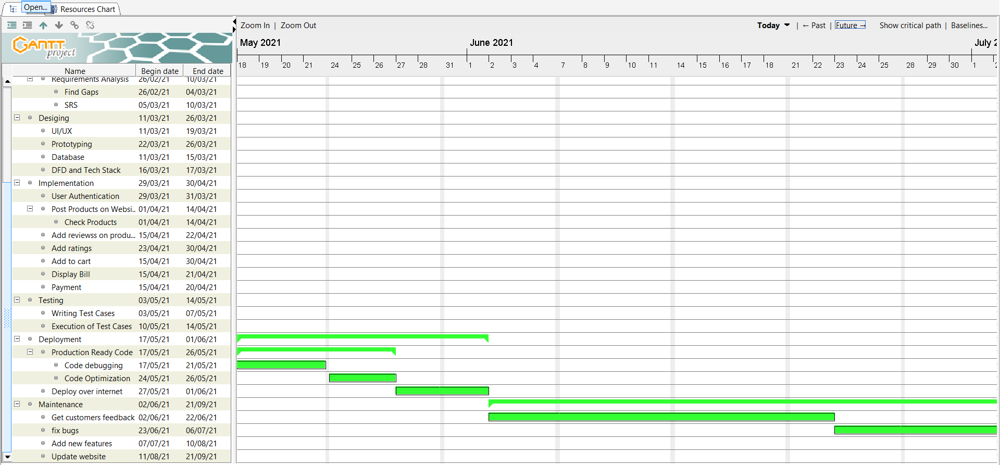 Open...
Resources Chart
Zoom In | Zoom Out
Today | ← Past | Future → Show critical path | Baselines...
GANTT
project
May 2021 June 2021 July 2
18 19 20 21 24 25 26 27 28 31 1 2 3 4 7 8 9 10 11 14 15 16 17 18 21 22 23 24 25 28 29 30 1 2
Name Begin date End date
Requirements Analysis 26/02/21 10/03/21
Find Gaps 26/02/21 04/03/21
SRS 05/03/21 10/03/21
Desiging 11/03/21 26/03/21
UI/UX 11/03/21 19/03/21
Prototyping 22/03/21 26/03/21
Database 11/03/21 15/03/21
DFD and Tech Stack 16/03/21 17/03/21
Implementation 29/03/21 30/04/21
User Authentication 29/03/21 31/03/21
Post Products on Websi.. 01/04/21 14/04/21
Check Products 01/04/21 14/04/21
Add reviewss on produ... 15/04/21 22/04/21
Add ratings 23/04/21 30/04/21
Add to cart 15/04/21 30/04/21
Display Bill 15/04/21 21/04/21
Payment 15/04/21 20/04/21
Testing 03/05/21 14/05/21
Writing Test Cases 03/05/21 07/05/21
Execution of Test Cases 10/05/21 14/05/21
Deployment 17/05/21 01/06/21
Production Ready Code 17/05/21 26/05/21
Code debugging 17/05/21 21/05/21
Code Optimization 24/05/21 26/05/21
Deploy over internet 27/05/21 01/06/21
Maintenance 02/06/21 21/09/21
Get customers feedback 02/06/21 22/06/21
fix bugs 23/06/21 06/07/21
Add new features 07/07/21 10/08/21
Update website 11/08/21 21/09/21